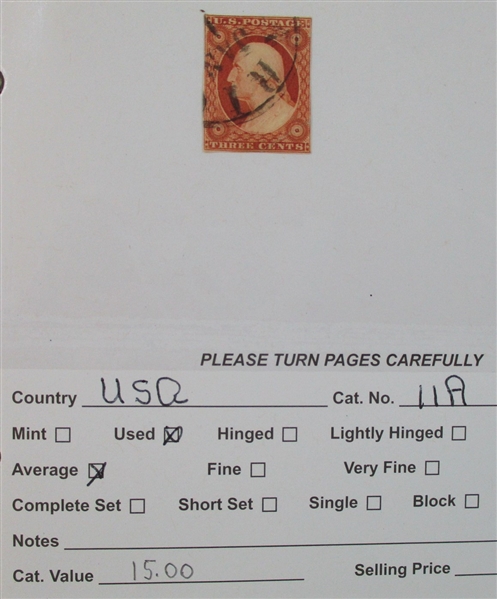 U.S. POSTAGE
THREE CENTS
PLEASE TURN PAGES CAREFULLY
Country USA Cat. No. 11A
Mint ☐ Used ☒ Hinged ☐ Lightly Hinged ☐
Average ☒ Fine ☐ Very Fine ☐
Complete Set ☐ Short Set ☐ Single ☐ Block ☐
Notes
Cat. Value 15.00 Selling Price